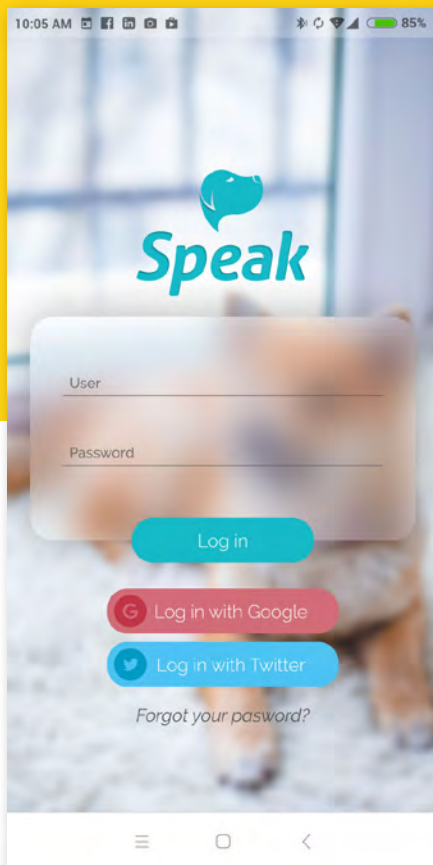 10:05 AM 85%
Speak
User
Password
Log in
G Log in with Google
Log in with Twitter
Forgot your pasword?